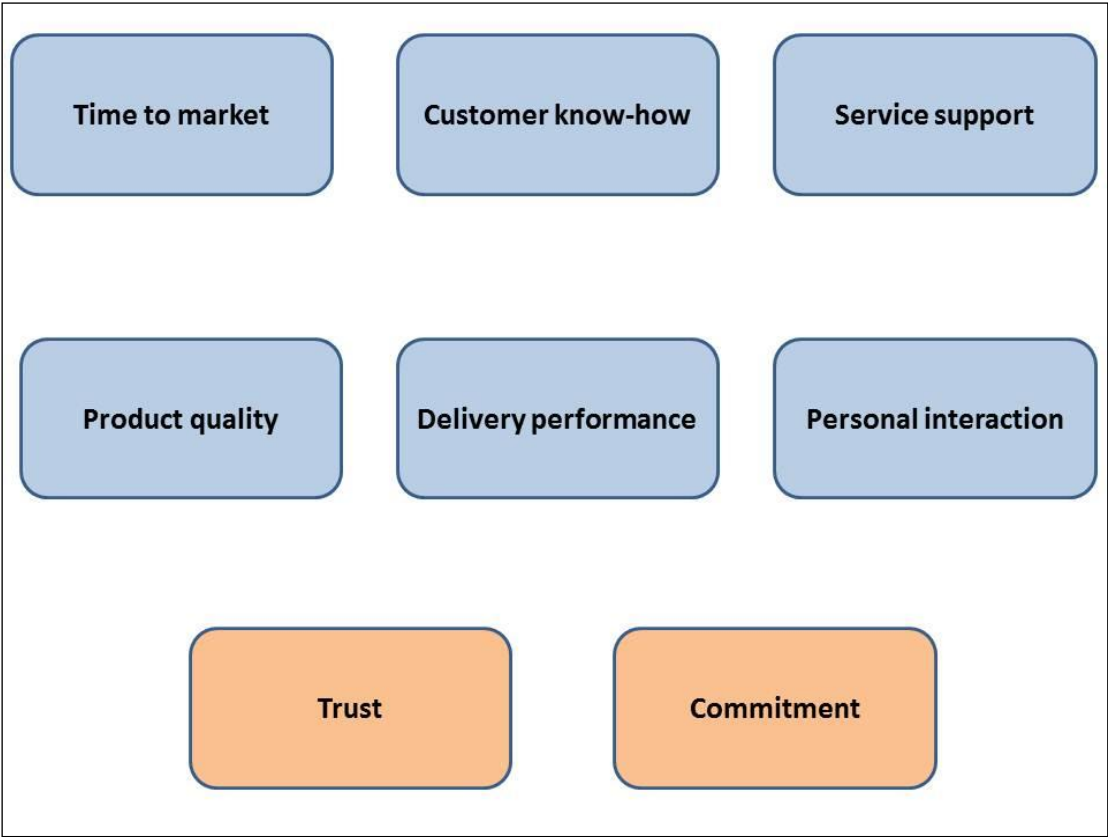 Time to market
Customer know-how
Service support
Product quality
Delivery performance
Personal interaction
Trust
Commitment